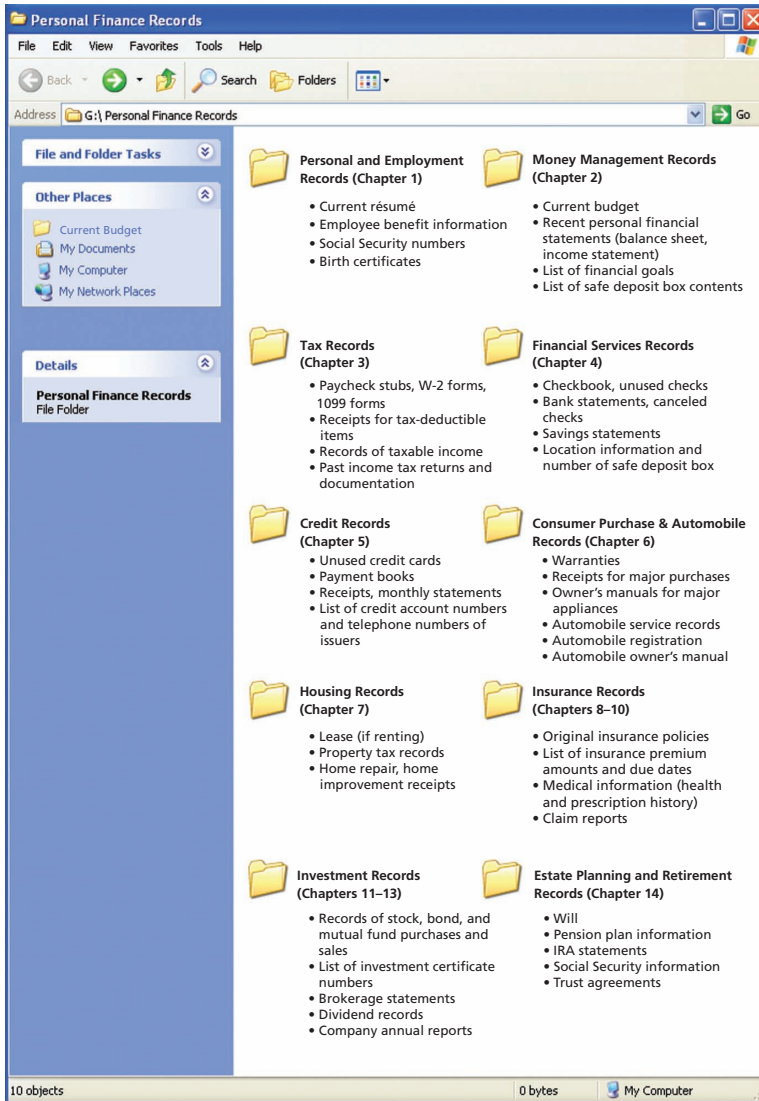 Personal Finance Records
File Edit View Favorites Tools Help
Back Search Folders
Address G:\ Personal Finance Records Go
File and Folder Tasks
Other Places
Current Budget
My Documents
My Computer
My Network Places
Details
Personal Finance Records
File Folder
Personal and Employment
Records (Chapter 1)
• Current résumé
• Employee benefit information
• Social Security numbers
• Birth certificates
Money Management Records
(Chapter 2)
• Current budget
• Recent personal financial
statements (balance sheet,
income statement)
• List of financial goals
• List of safe deposit box contents
Tax Records
(Chapter 3)
• Paycheck stubs, W-2 forms,
1099 forms
• Receipts for tax-deductible
items
• Records of taxable income
• Past income tax returns and
documentation
Financial Services Records
(Chapter 4)
• Checkbook, unused checks
• Bank statements, canceled
checks
• Savings statements
• Location information and
number of safe deposit box
Credit Records
(Chapter 5)
• Unused credit cards
• Payment books
• Receipts, monthly statements
• List of credit account numbers
and telephone numbers of
issuers
Consumer Purchase & Automobile
Records (Chapter 6)
• Warranties
• Receipts for major purchases
• Owner's manuals for major
appliances
• Automobile service records
• Automobile registration
• Automobile owner's manual
Housing Records
(Chapter 7)
• Lease (if renting)
• Property tax records
• Home repair, home
improvement receipts
Insurance Records
(Chapters 8–10)
• Original insurance policies
• List of insurance premium
amounts and due dates
• Medical information (health
and prescription history)
• Claim reports
Investment Records
(Chapters 11–13)
• Records of stock, bond, and
mutual fund purchases and
sales
• List of investment certificate
numbers
• Brokerage statements
• Dividend records
• Company annual reports
Estate Planning and Retirement
Records (Chapter 14)
• Will
• Pension plan information
• IRA statements
• Social Security information
• Trust agreements
10 objects 0 bytes My Computer